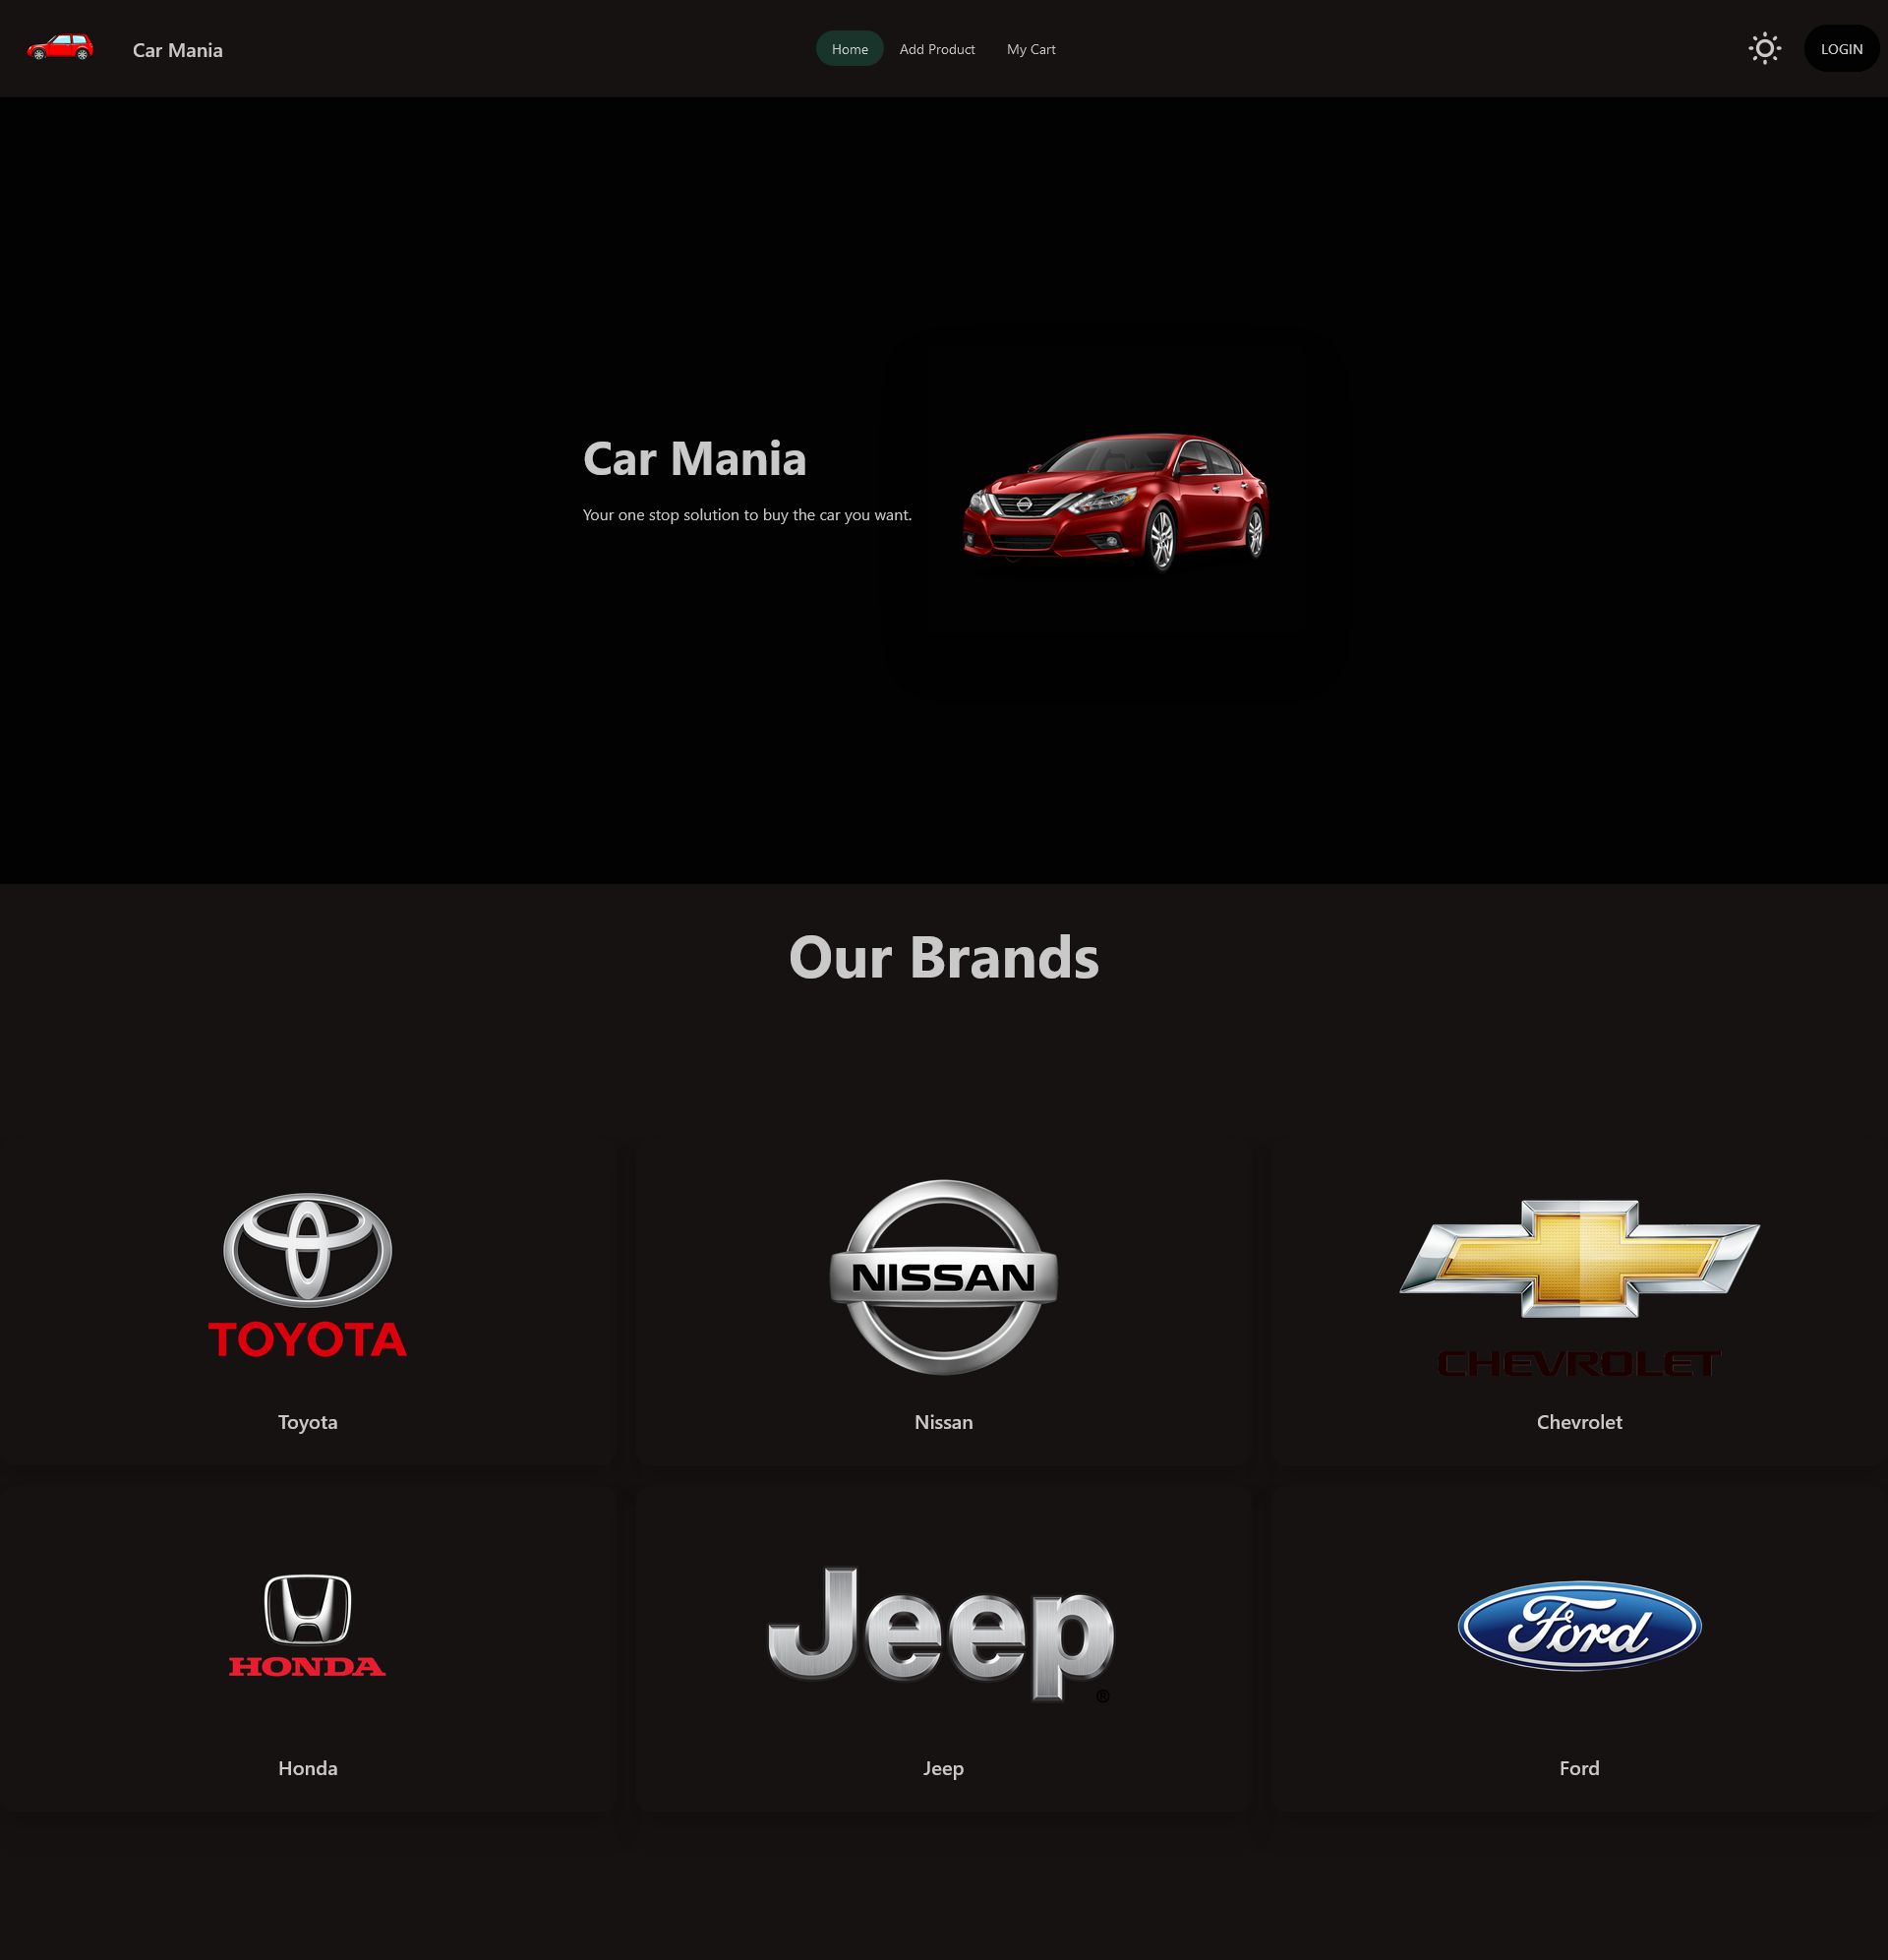 Car Mania
Home
Add Product
My Cart
LOGIN
Car Mania
Your one stop solution to buy the car you want.
Our Brands
TOYOTA
Toyota
NISSAN
Nissan
CHEVROLET
Chevrolet
HONDA
Honda
Jeep
®
Jeep
Ford
Ford